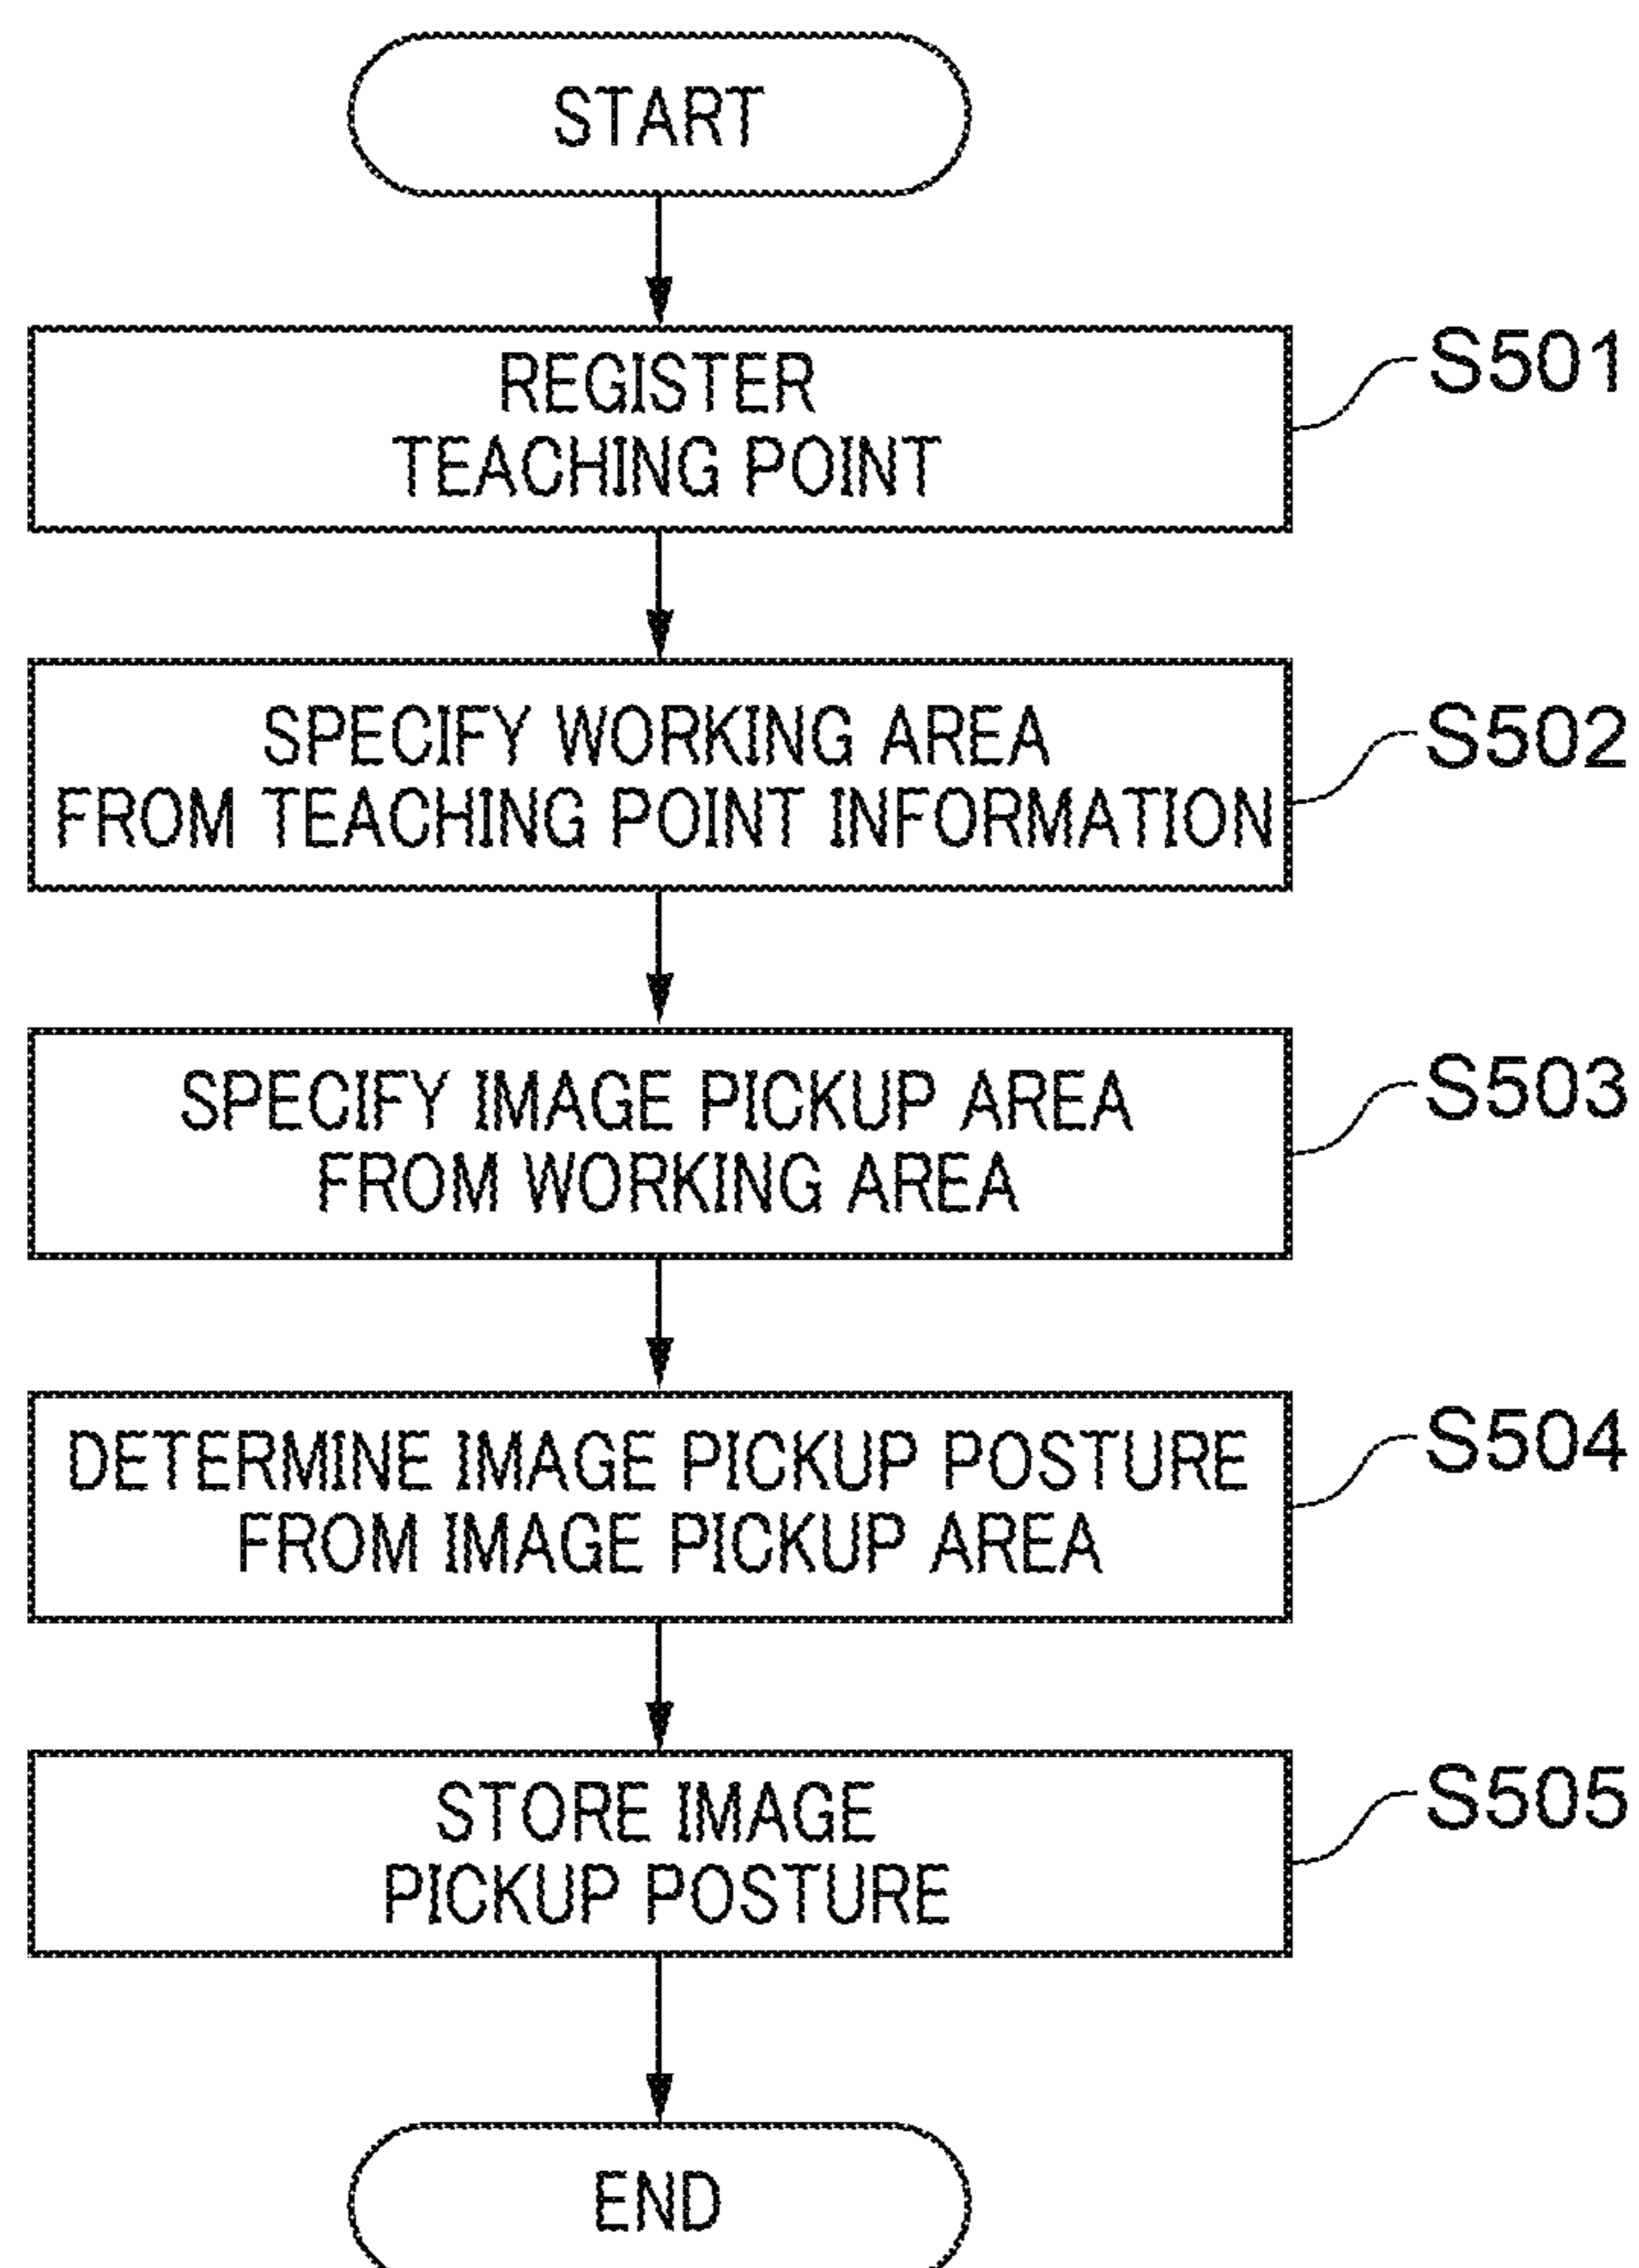 START
REGISTER
TEACHING POINT
S501
SPECIFY WORKING AREA
FROM TEACHING POINT INFORMATION
S502
SPECIFY IMAGE PICKUP AREA
FROM WORKING AREA
S503
DETERMINE IMAGE PICKUP POSTURE
FROM IMAGE PICKUP AREA
S504
STORE IMAGE
PICKUP POSTURE
S505
END